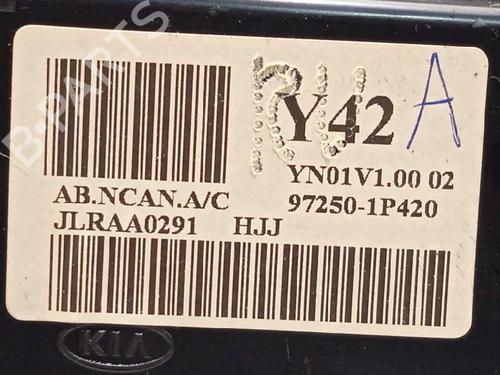 B-PARTS
Y42 A
YN01V1.00 02
AB.NCAN.A/C
97250-1P420
JLRAA0291 HJJ
KIA